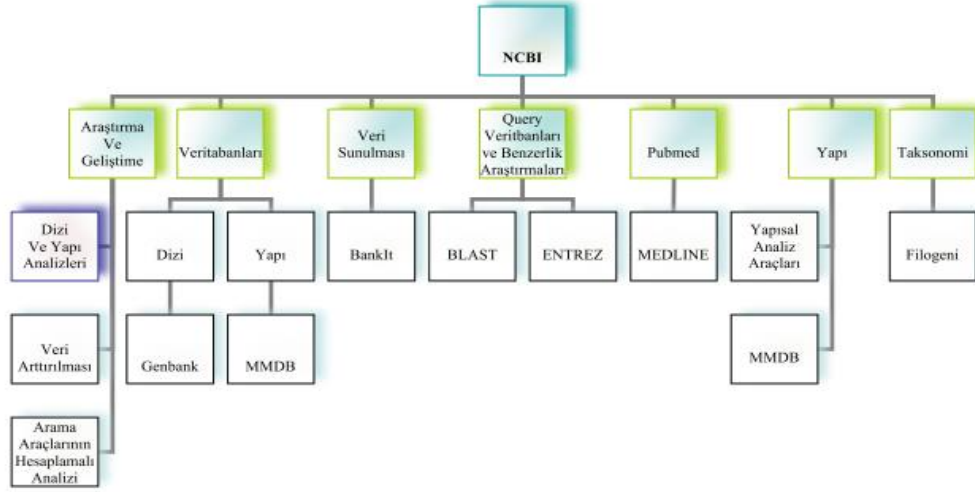 NCBI
Araştırma
Ve
Geliştime
Veritabanları
Veri
Sunulması
Query
Veritbanları
ve Benzerlik
Araştırmaları
Pubmed
Yapı
Taksonomi
Dizi
Ve Yapı
Analizleri
Dizi
Yapı
BankIt
BLAST
ENTREZ
MEDLINE
Yapısal
Analiz
Araçları
Filogeni
Veri
Arttırılması
Genbank
MMDB
MMDB
Arama
Araçlarının
Hesaplamalı
Analizi